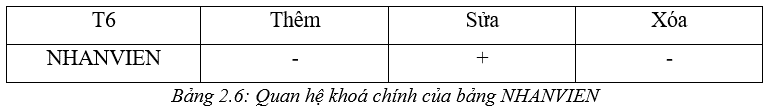 T6 Thêm Sửa Xóa
NHANVIEN - + -
Bảng 2.6: Quan hệ khoá chính của bảng NHANVIEN